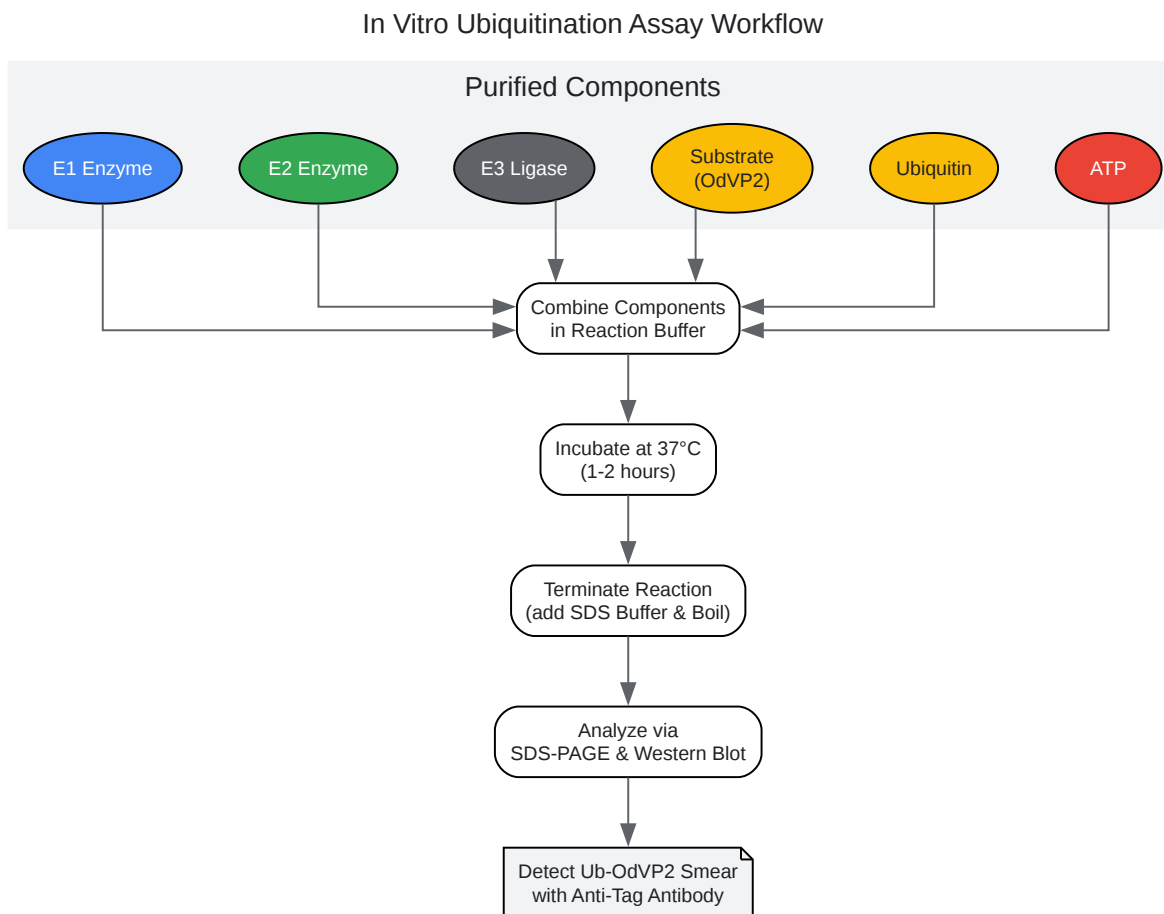 In Vitro Ubiquitination Assay Workflow
Purified Components
E1 Enzyme
E2 Enzyme
E3 Ligase
Substrate
(OdVP2)
Ubiquitin
ATP
Combine Components
in Reaction Buffer
Incubate at 37°C
(1-2 hours)
Terminate Reaction
(add SDS Buffer & Boil)
Analyze via
SDS-PAGE & Western Blot
Detect Ub-OdVP2 Smear
with Anti-Tag Antibody